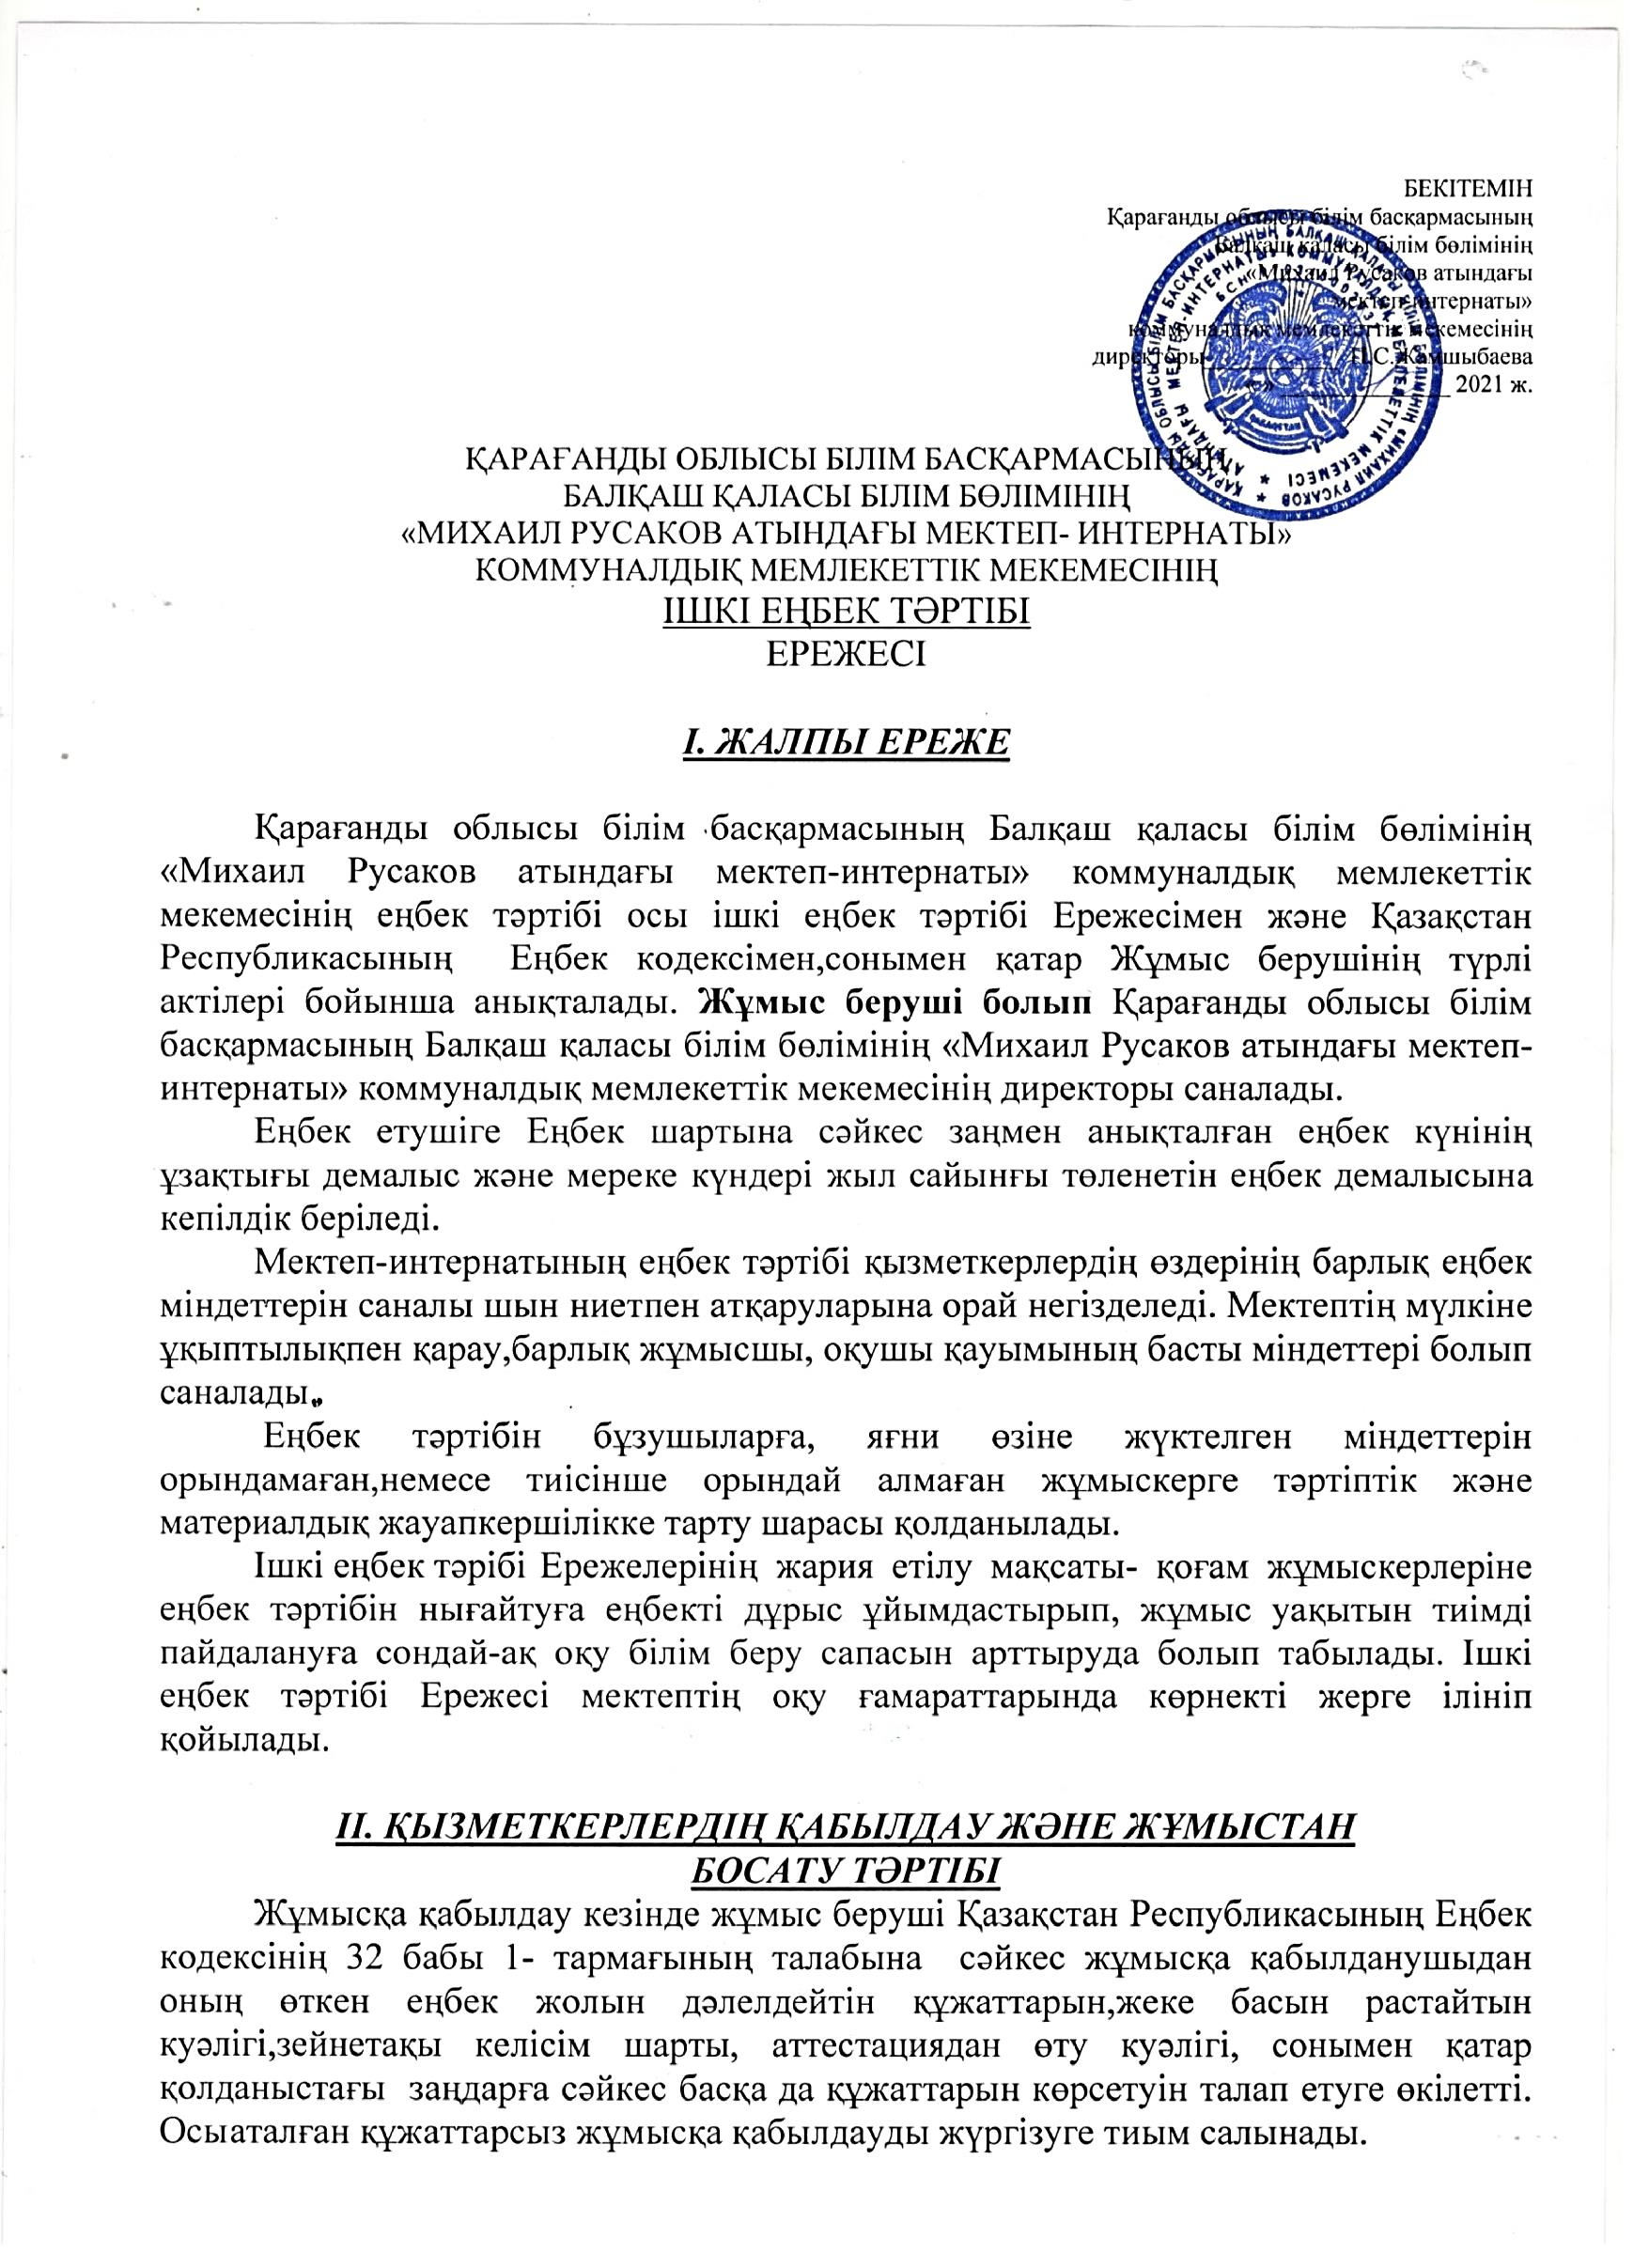 БЕКІТЕМІН
Қарағанды облысы білім басқармасының
Балқаш қаласы білім бөлімінің
«Михаил Русаков атындағы
мектеп-интернаты»
коммуналдық мемлекеттік мекемесінің
директоры Жамшыбаева
« » 2021 ж.
ҚАРАҒАНДЫ ОБЛЫСЫ БІЛІМ БАСҚАРМАСЫНЫҢ
БАЛҚАШ ҚАЛАСЫ БІЛІМ БӨЛІМІНІҢ
«МИХАИЛ РУСАКОВ АТЫНДАҒЫ МЕКТЕП- ИНТЕРНАТЫ»
КОММУНАЛДЫҚ МЕМЛЕКЕТТІК МЕКЕМЕСІНІҢ
ІШКІ ЕҢБЕК ТӘРТІБІ
ЕРЕЖЕСІ
I. ЖАЛПЫ ЕРЕЖЕ
Қарағанды облысы білім басқармасының Балқаш қаласы білім бөлімінің
«Михаил Русаков атындағы мектеп-интернаты» коммуналдық мемлекеттік
мекемесінің еңбек тәртібі осы ішкі еңбек тәртібі Ережесімен және Қазақстан
Республикасының Еңбек кодексімен,сонымен қатар Жұмыс берушінің түрлі
актілері бойынша анықталады. Жұмыс беруші болып Қарағанды облысы білім
басқармасының Балқаш қаласы білім бөлімінің «Михаил Русаков атындағы мектеп-
интернаты» коммуналдық мемлекеттік мекемесінің директоры саналады.
Еңбек етушіге Еңбек шартына сәйкес заңмен анықталған еңбек күнінің
ұзақтығы демалыс және мереке күндері жыл сайынғы төленетін еңбек демалысына
кепілдік беріледі.
Мектеп-интернатының еңбек тәртібі қызметкерлердің өздерінің барлық еңбек
міндеттерін саналы шын ниетпен атқаруларына орай негізделеді. Мектептің мүлкіне
ұқыптылықпен қарау,барлық жұмысшы, оқушы қауымының басты міндеттері болып
саналады.
Еңбек тәртібін бұзушыларға, яғни өзіне жүктелген міндеттерін
орындамаған,немесе тиісінше орындай алмаған жұмыскерге тәртіптік және
материалдық жауапкершілікке тарту шарасы қолданылады.
Ішкі еңбек тәрібі Ережелерінің жария етілу мақсаты- қоғам жұмыскерлеріне
еңбек тәртібін нығайтуға еңбекті дұрыс ұйымдастырып, жұмыс уақытын тиімді
пайдалануға сондай-ақ оқу білім беру сапасын арттыруда болып табылады. Ішкі
еңбек тәртібі Ережесі мектептің оқу ғамараттарында көрнекті жерге ілініп
қойылады.
II. ҚЫЗМЕТКЕРЛЕРДІҢ ҚАБЫЛДАУ ЖӘНЕ ЖҰМЫСТАН
БОСАТУ ТӘРТІБІ
Жұмысқа қабылдау кезінде жұмыс беруші Қазақстан Республикасының Еңбек
кодексінің 32 бабы 1- тармағының талабына сәйкес жұмысқа қабылданушыдан
оның өткен еңбек жолын дәлелдейтін құжаттарын,жеке басын растайтын
куәлігі,зейнетақы келісім шарты, аттестациядан өту куәлігі, сонымен қатар
қолданыстағы заңдарға сәйкес басқа да құжаттарын көрсетуін талап етуге өкілетті.
Осыаталған құжаттарсыз жұмысқа қабылдауды жүргізуге тиым салынады.